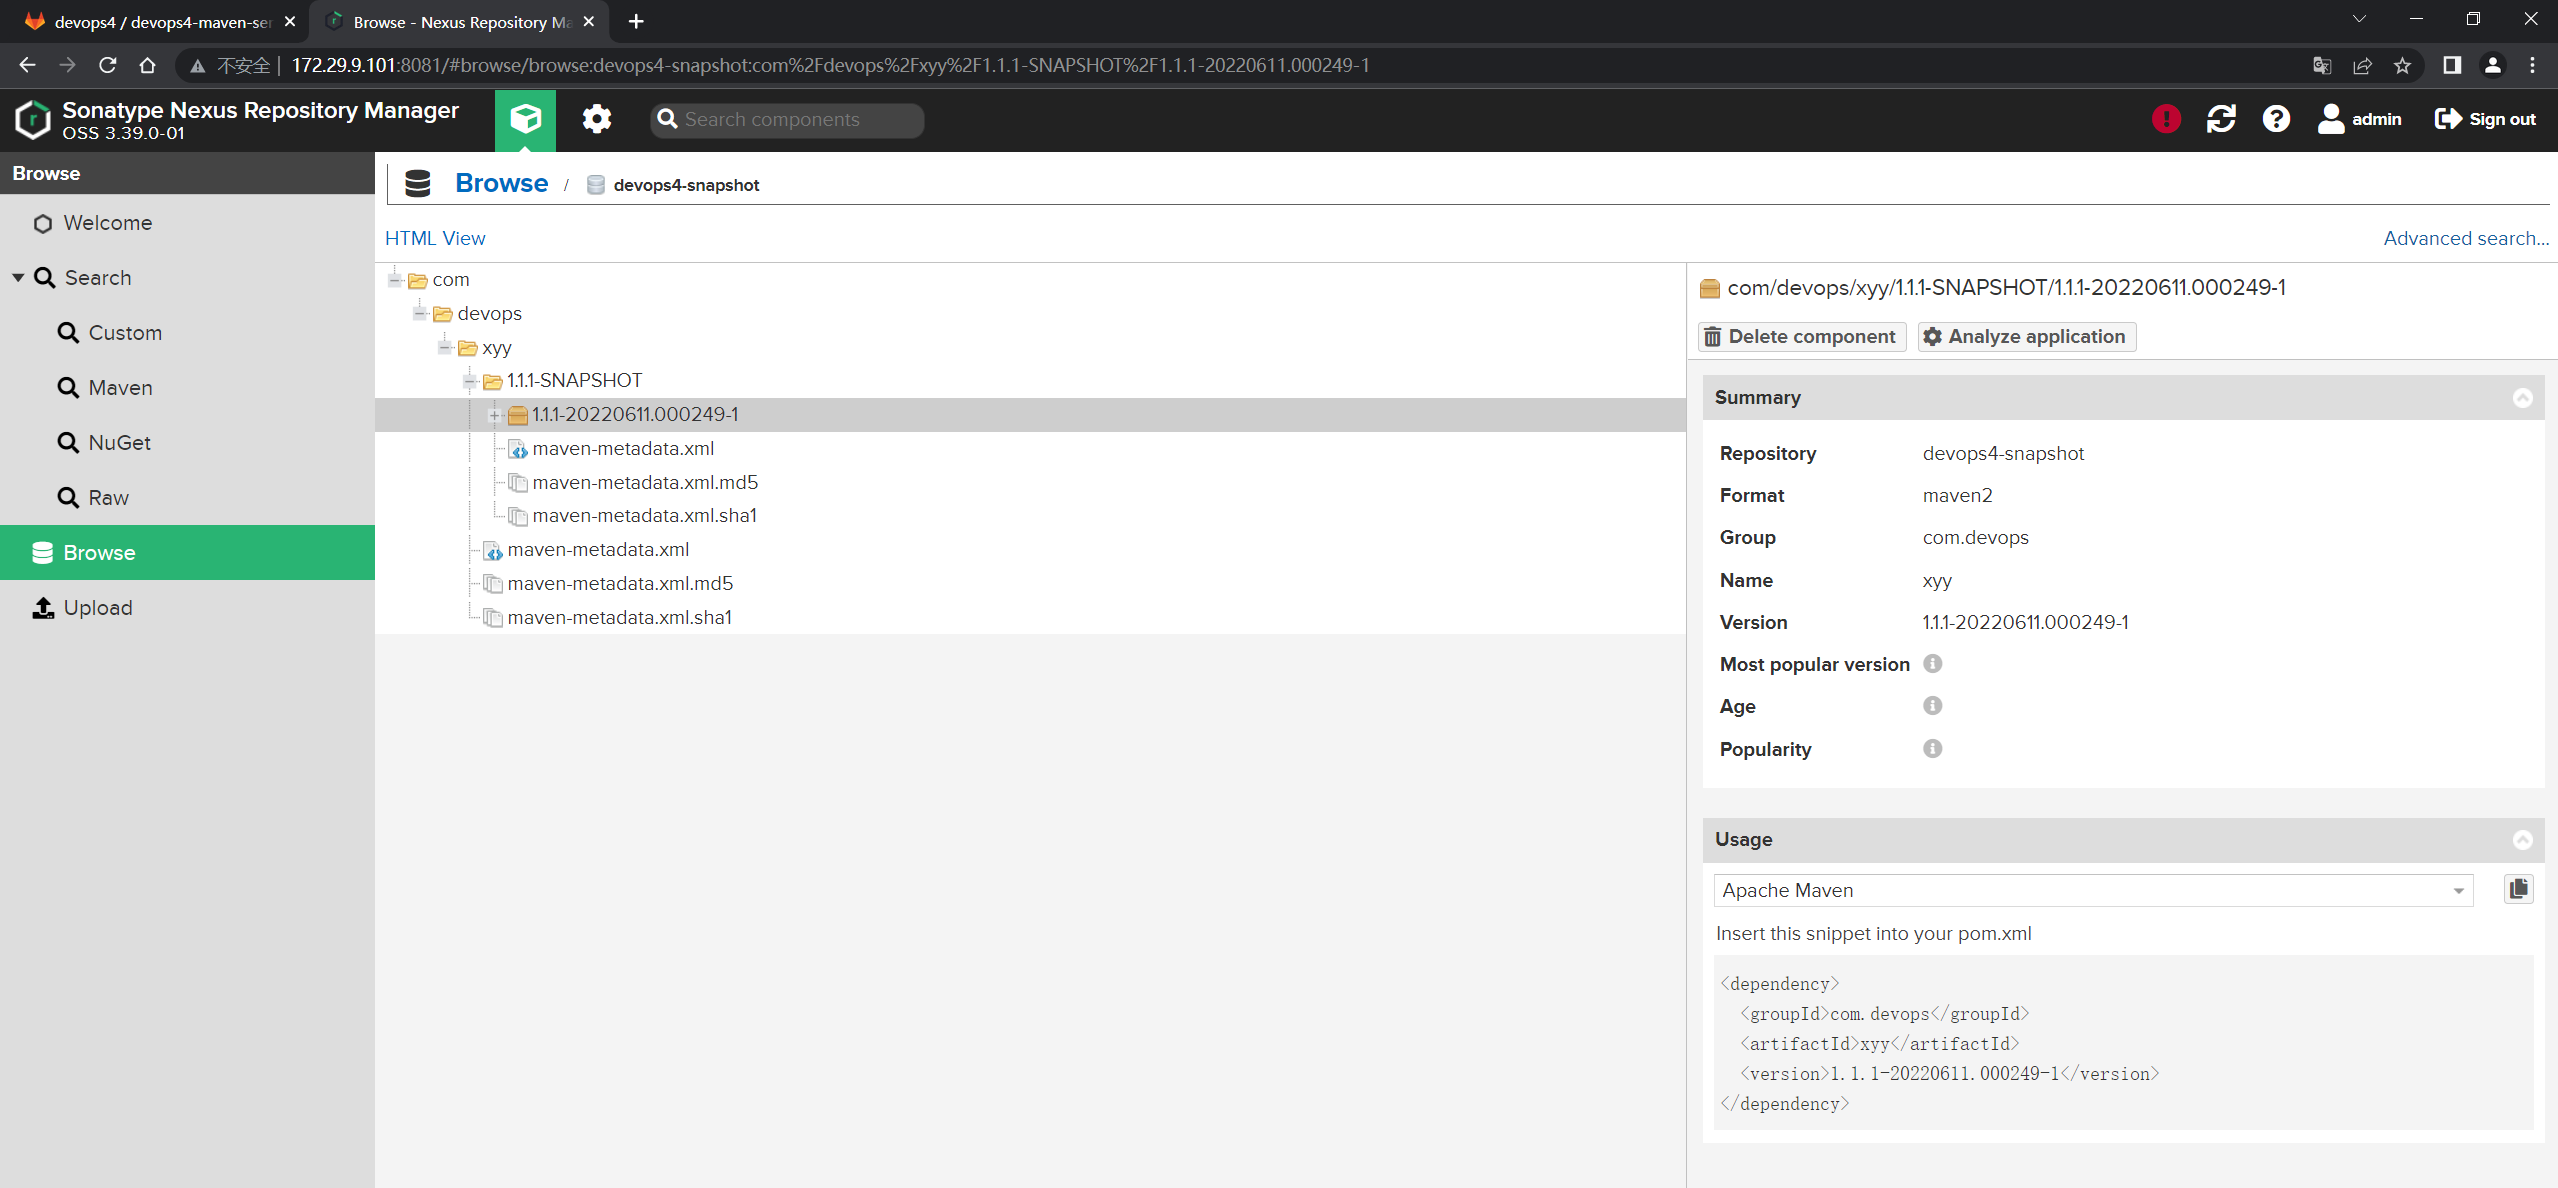 devops4 / devops4-maven-ser
Browse - Nexus Repository Ma
不安全 | 172.29.9.101:8081/#browse/browse:devops4-snapshot:com%2Fdevops%2Fxyy%2F1.1.1-SNAPSHOT%2F1.1.1-20220611.000249-1
Sonatype Nexus Repository Manager
OSS 3.39.0-01
Search components
admin
Sign out
Browse
Welcome
Search
Custom
Maven
NuGet
Raw
Browse
Upload
Browse / devops4-snapshot
HTML View
Advanced search...
com
devops
xyy
1.1.1-SNAPSHOT
1.1.1-20220611.000249-1
maven-metadata.xml
maven-metadata.xml.md5
maven-metadata.xml.sha1
maven-metadata.xml
maven-metadata.xml.md5
maven-metadata.xml.sha1
com/devops/xyy/1.1.1-SNAPSHOT/1.1.1-20220611.000249-1
Delete component
Analyze application
Summary
Repository devops4-snapshot
Format maven2
Group com.devops
Name xyy
Version 1.1.1-20220611.000249-1
Most popular version
Age
Popularity
Usage
Apache Maven
Insert this snippet into your pom.xml
<dependency>
<groupId>com.devops</groupId>
<artifactId>xyy</artifactId>
<version>1.1.1-20220611.000249-1</version>
</dependency>